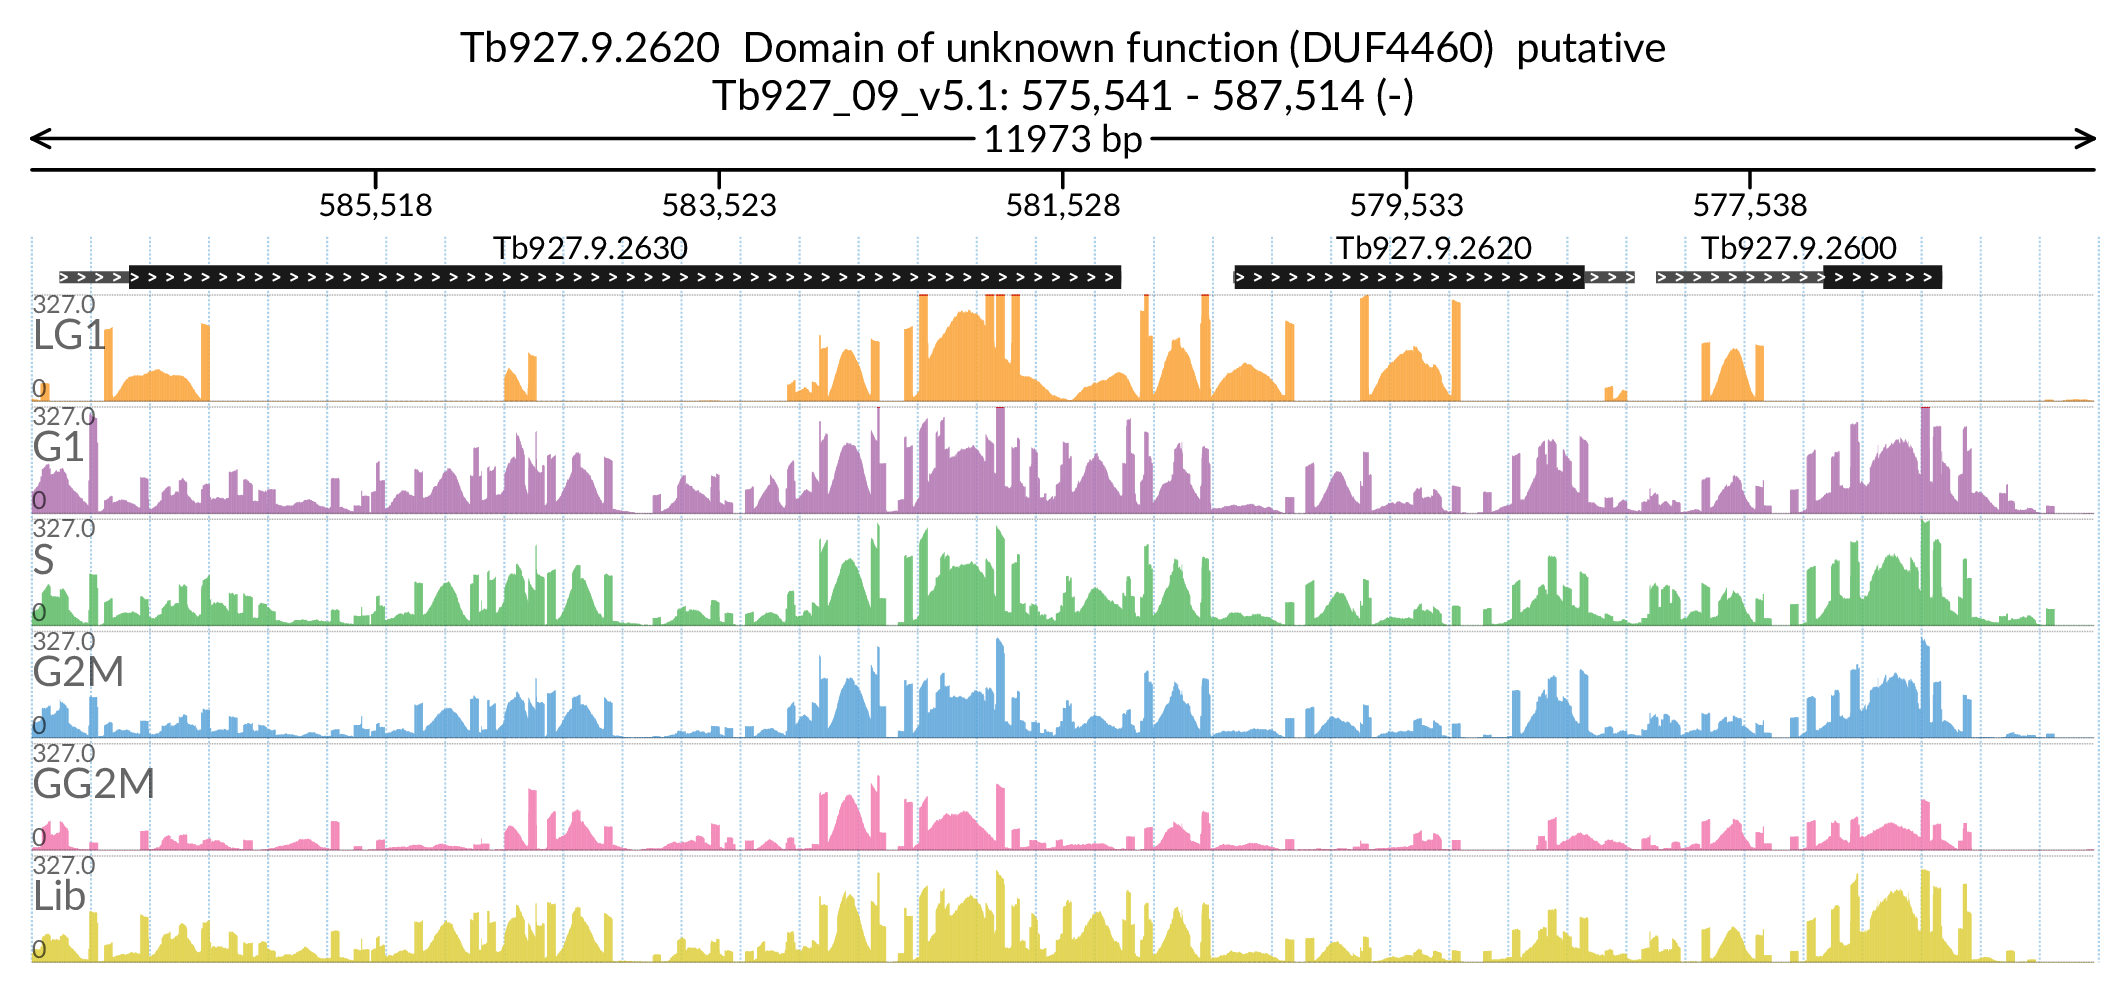 Tb927.9.2620  Domain of unknown function (DUF4460)  putative
Tb927_09_v5.1: 575,541 - 587,514 (-)
11973 bp
585,518 583,523 581,528 579,533 577,538
Tb927.9.2630 Tb927.9.2620 Tb927.9.2600
327.0
LG1
0
327.0
G1
0
327.0
S
0
327.0
G2M
0
327.0
GG2M
0
327.0
Lib
0